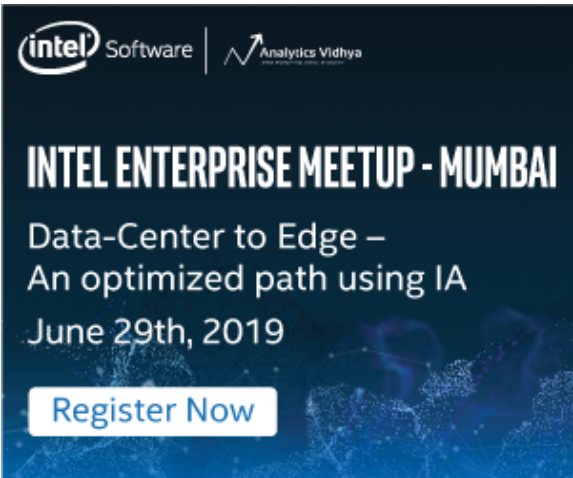 intel Software Analytics Vidhya
INTEL ENTERPRISE MEETUP - MUMBAI
Data-Center to Edge –
An optimized path using IA
June 29th, 2019
Register Now